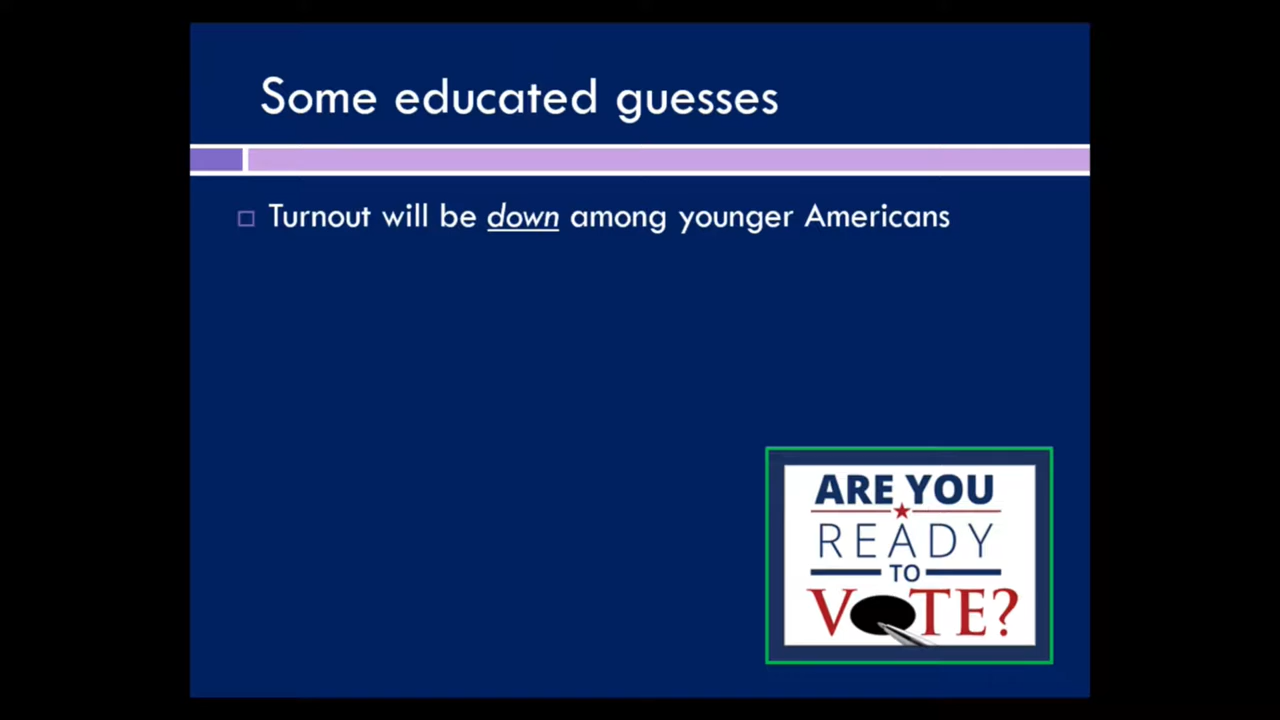 Some educated guesses
Turnout will be down among younger Americans
ARE YOU
READY
TO
VOTE?